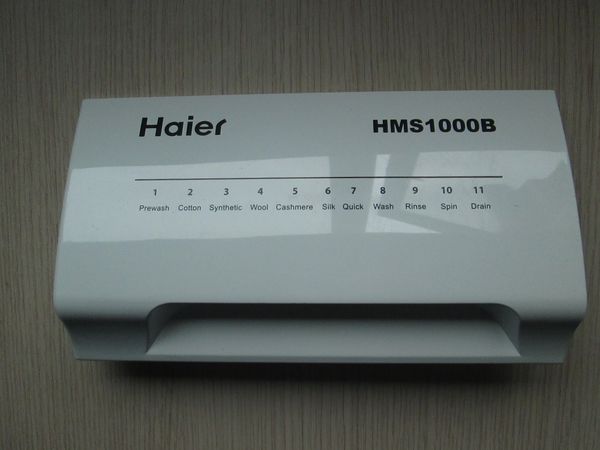 Haier HMS1000B
1 2 3 4 5 6 7 8 9 10 11
Prewash Cotton Synthetic Wool Cashmere Silk Quick Wash Rinse Spin Drain